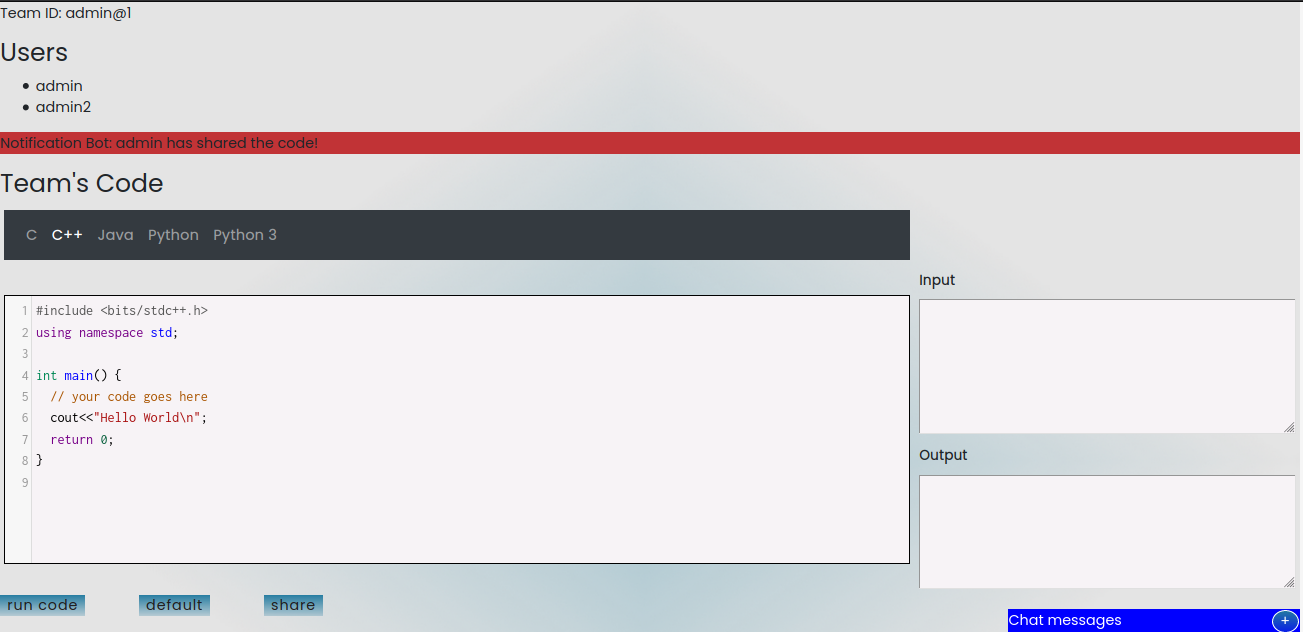 Team ID: admin@1
Users
admin
admin2
Notification Bot: admin has shared the code!
Team's Code
C C++ Java Python Python 3
Input
1 #include <bits/stdc++.h>
2 using namespace std;
3
4 int main() {
5 // your code goes here
6 cout<<"Hello World\n";
7 return 0;
8 }
9
Output
run code default share
Chat messages +